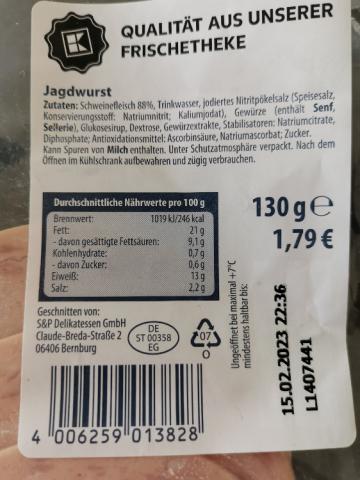 K
QUALITÄT AUS UNSERER
FRISCHETHEKE
Jagdwurst
Zutaten: Schweinefleisch 88%, Trinkwasser, jodiertes Nitritpökelsalz (Speisesalz,
Konservierungsstoff: Natriumnitrit; Kaliumjodat), Gewürze (enthält Senf,
Sellerie), Glukosesirup, Dextrose, Gewürzextrakte, Stabilisatoren: Natriumcitrate,
Diphosphate; Antioxidationsmittel: Ascorbinsäure, Natriumascorbat; Zucker.
Kann Spuren von Milch enthalten. Unter Schutzatmosphäre verpackt. Nach dem
Öffnen im Kühlschrank aufbewahren und zügig verbrauchen.
Durchschnittliche Nährwerte pro 100 g
Brennwert: 1019 kJ/246 kcal
Fett: 21 g
- davon gesättigte Fettsäuren: 9,1 g
Kohlenhydrate: 0,7 g
- davon Zucker: 0,6 g
Eiweiß: 13 g
Salz: 2,2 g
130 g e
1,79 €
Geschnitten von:
S&P Delikatessen GmbH
Claude-Breda-Straße 2
06406 Bernburg
DE
ST 00358
EG
07
O
Ungeöffnet bei maximal +7°C
mindestens haltbar bis:
15.02.2023 22:36
L1407441
4 006259 013828